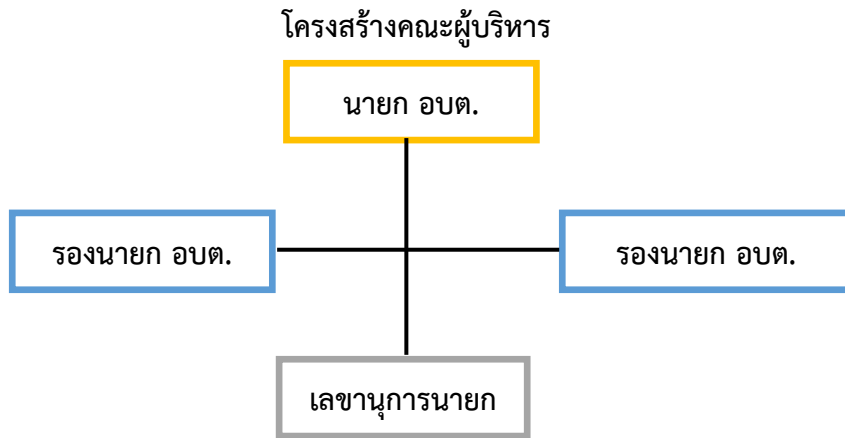 โครงสร้างคณะผู้บริหาร
นายก อบต.
รองนายก อบต.
รองนายก อบต.
เลขานุการนายก